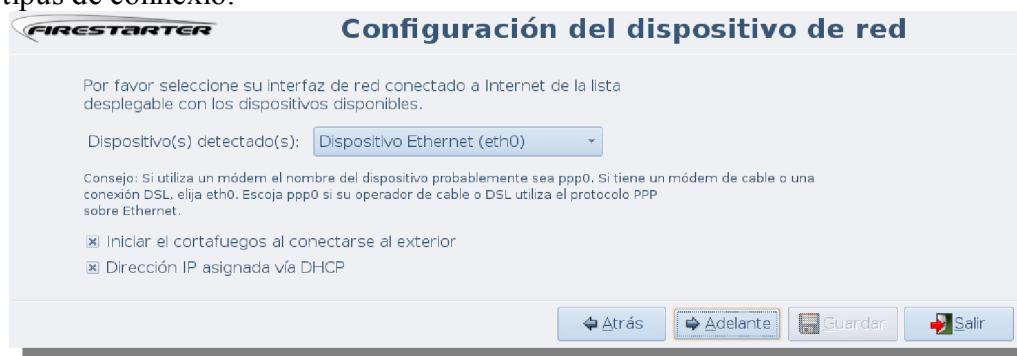 tipus de connexió:
FIRESTARTER
Configuración del dispositivo de red
Por favor seleccione su interfaz de red conectado a Internet de la lista
desplegable con los dispositivos disponibles.
Dispositivo(s) detectado(s): Dispositivo Ethernet (eth0)
Consejo: Si utiliza un módem el nombre del dispositivo probablemente sea ppp0. Si tiene un módem de cable o una
conexión DSL, elija eth0. Escoja ppp0 si su operador de cable o DSL utiliza el protocolo PPP
sobre Ethernet.
Iniciar el cortafuegos al conectarse al exterior
Dirección IP asignada vía DHCP
Atrás Adelante Guardar Salir